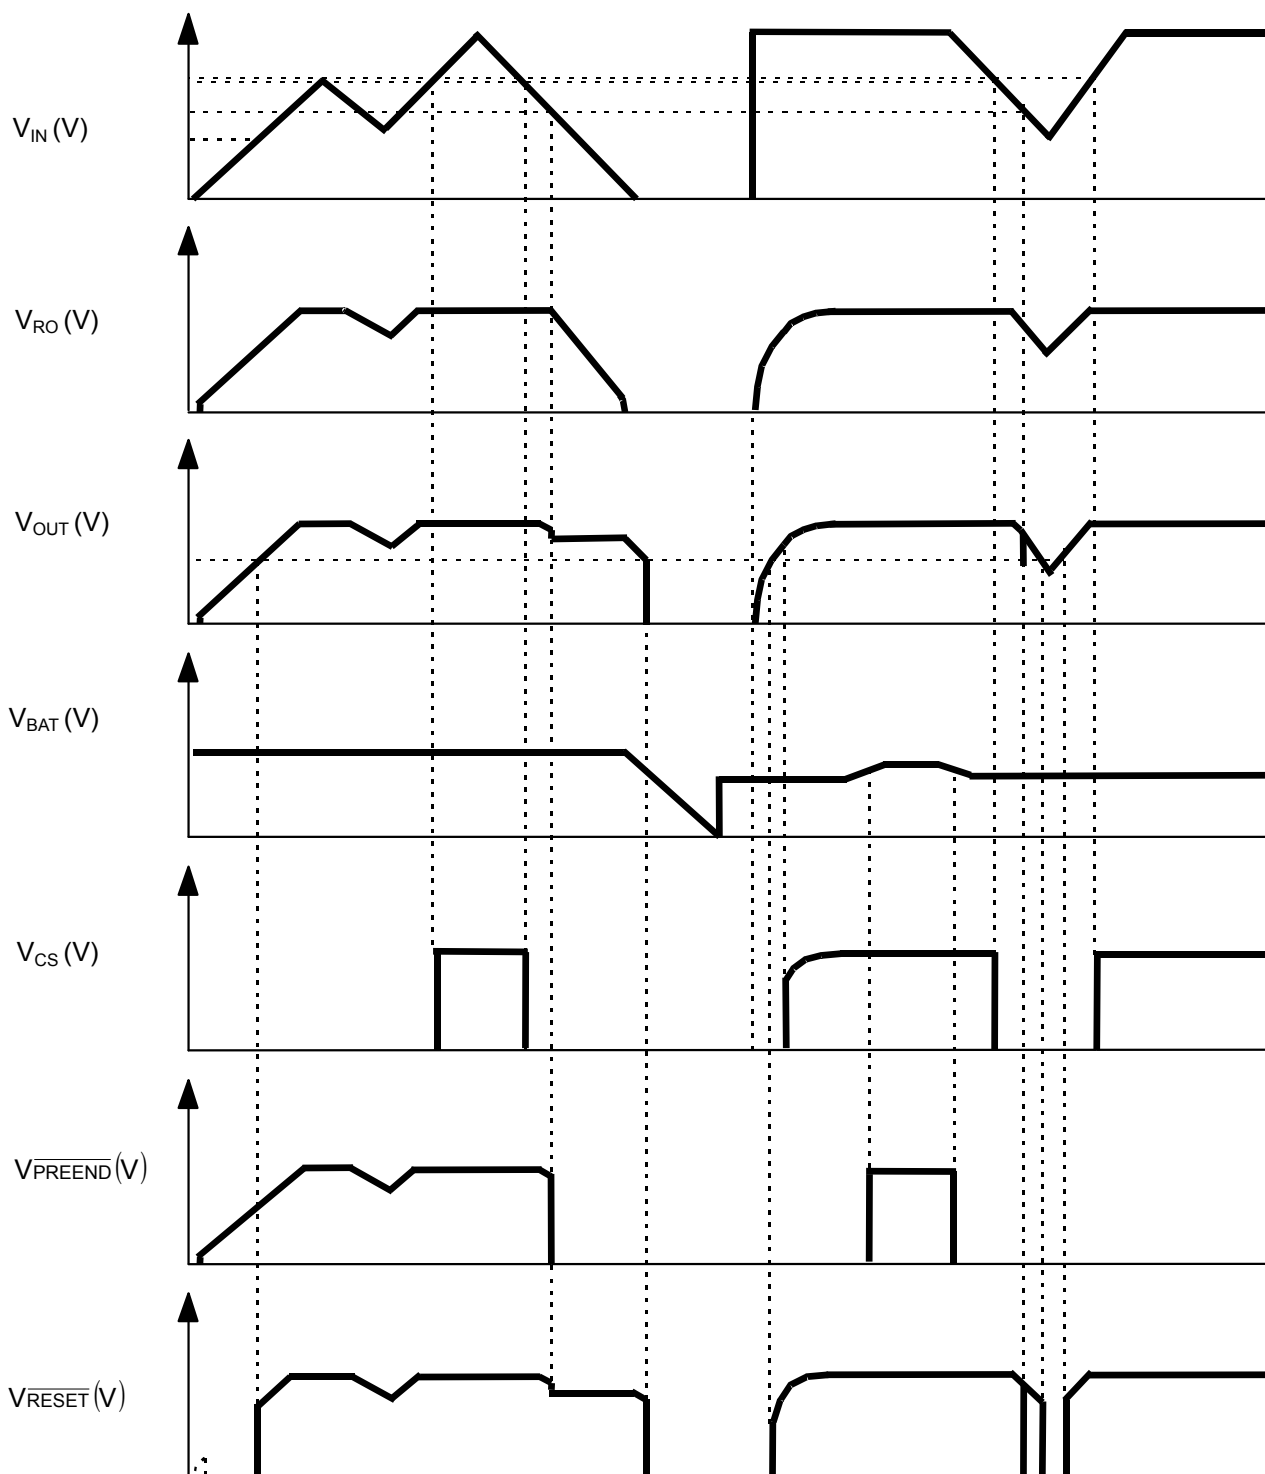 VIN (V)
VRO (V)
VOUT (V)
VBAT (V)
VCS (V)
VPREEND (V)
VRESET (V)